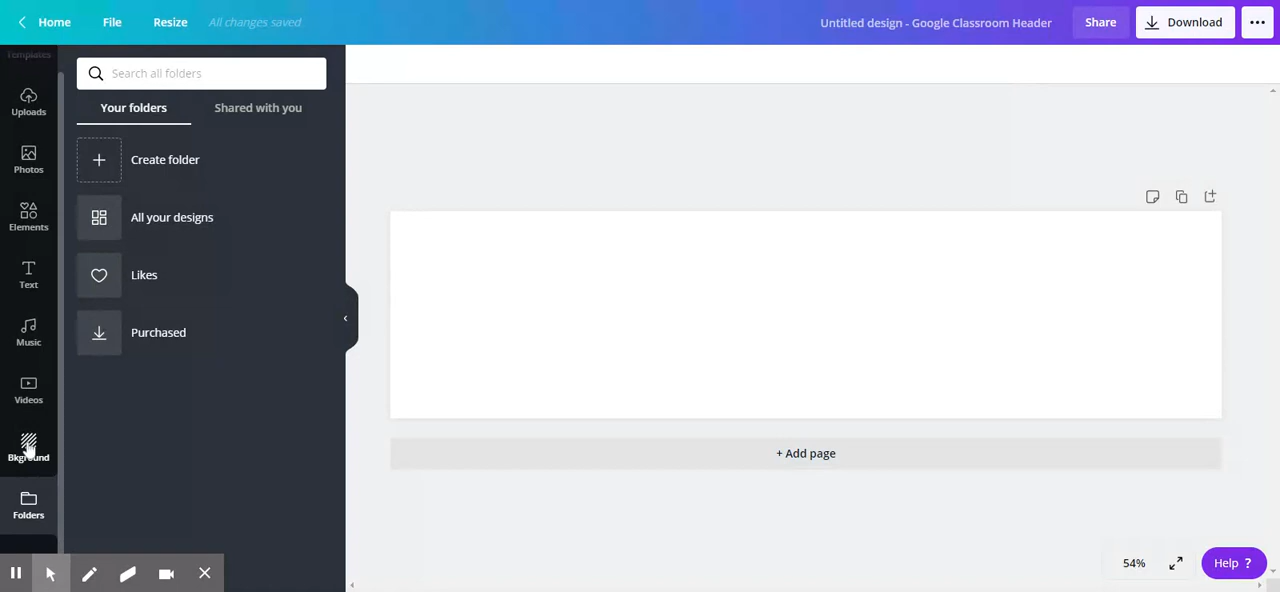 Home File Resize All changes saved Untitled design - Google Classroom Header Share Download
Templates
Search all folders
Your folders Shared with you
Uploads
Create folder
Photos
All your designs
Elements
Likes
Text
Purchased
Music
Videos
Bkground
+ Add page
Folders
54% Help ?